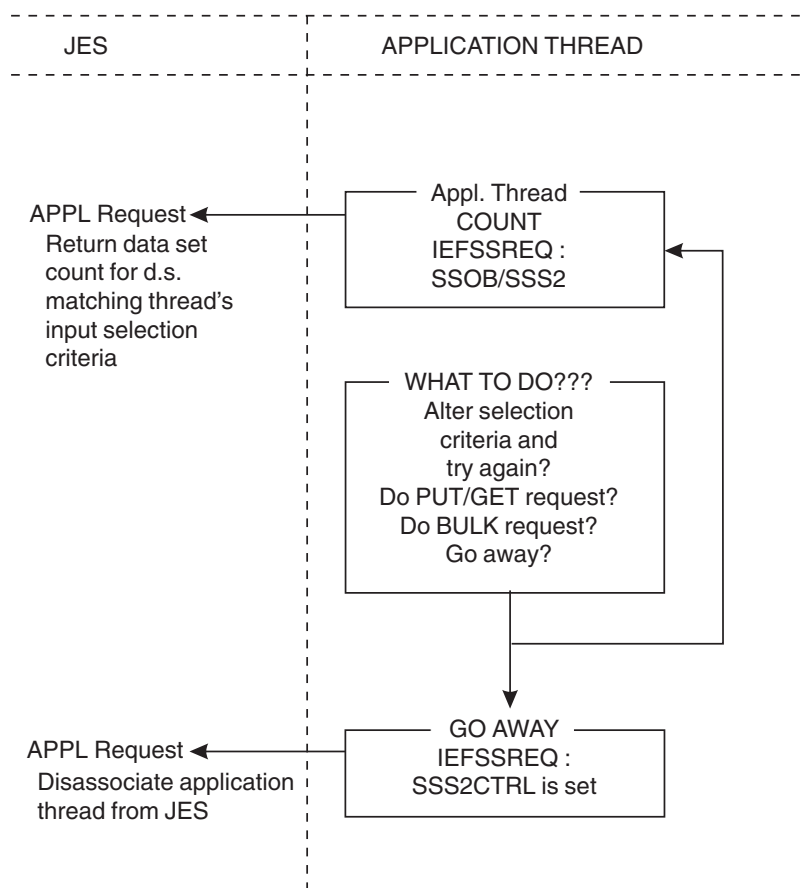 JES
APPLICATION THREAD
APPL Request
Return data set
count for d.s.
matching thread's
input selection
criteria
Appl. Thread
COUNT
IEFSSREQ :
SSOB/SSS2
WHAT TO DO???
Alter selection
criteria and
try again?
Do PUT/GET request?
Do BULK request?
Go away?
APPL Request
Disassociate application
thread from JES
GO AWAY
IEFSSREQ :
SSS2CTRL is set